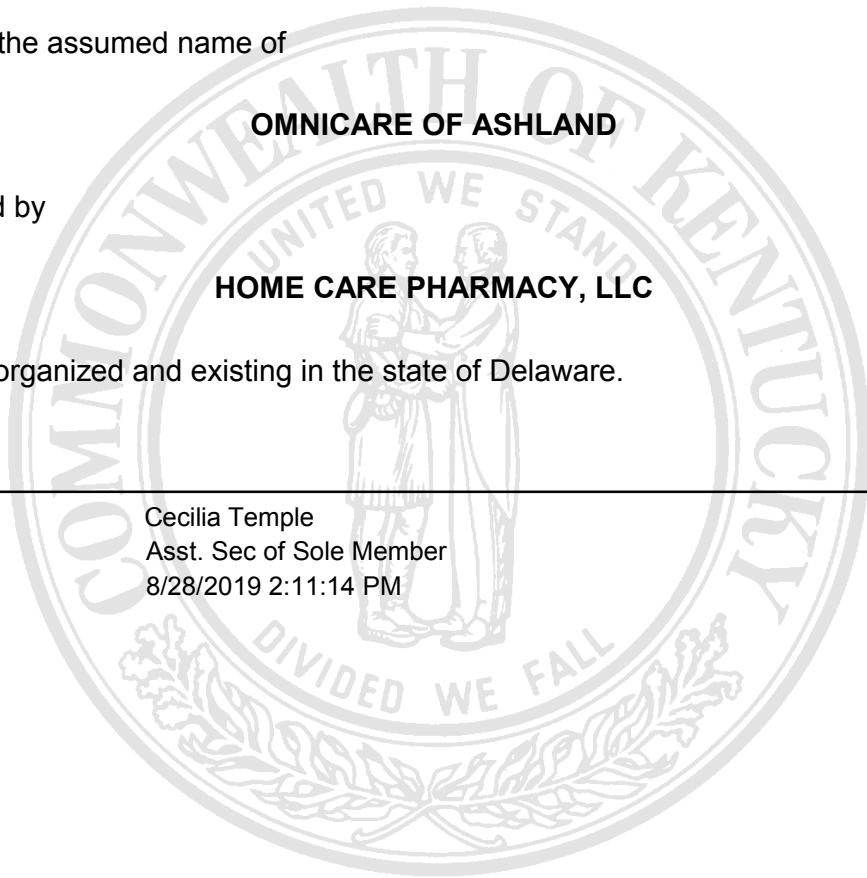 the assumed name of
OMNICARE OF ASHLAND
d by
HOME CARE PHARMACY, LLC
organized and existing in the state of Delaware.
Cecilia Temple
Asst. Sec of Sole Member
8/28/2019 2:11:14 PM
COMMONWEALTH OF KENTUCKY
UNITED WE STAND
DIVIDED WE FALL